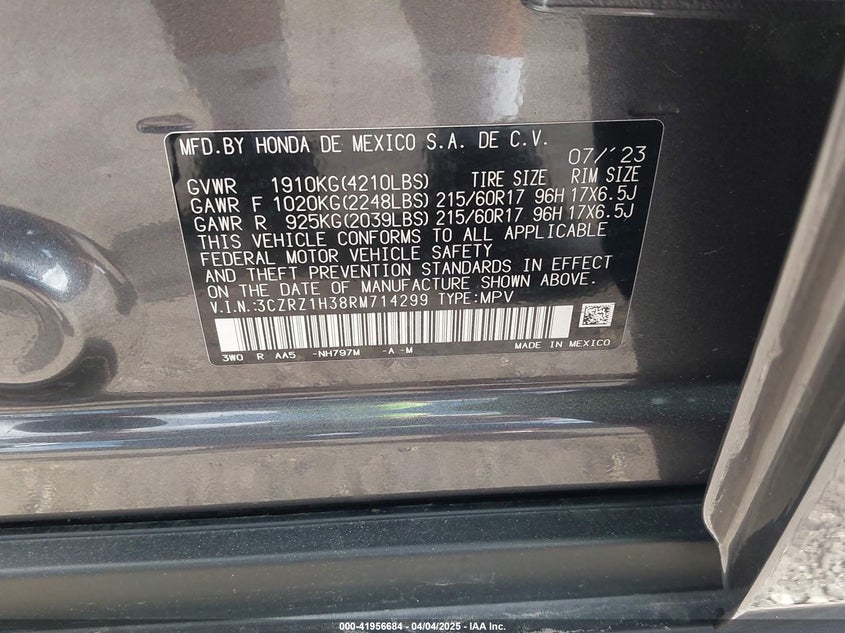 MFD.BY HONDA DE MEXICO S.A. DE C.V.
07/'23
GVWR 1910KG(4210LBS) TIRE SIZE RIM SIZE
GAWR F 1020KG(2248LBS) 215/60R17 96H 17X6.5J
GAWR R 925KG(2039LBS) 215/60R17 96H 17X6.5J
THIS VEHICLE CONFORMS TO ALL APPLICABLE
FEDERAL MOTOR VEHICLE SAFETY
AND THEFT PREVENTION STANDARDS IN EFFECT
ON THE DATE OF MANUFACTURE SHOWN ABOVE.
V.I.N.:3CZRZ1H38RM714299 TYPE:MPV
3W0 R AA5 -NH797M -A -M MADE IN MEXICO
000-41956684 - 04/04/2025 - IAA Inc.